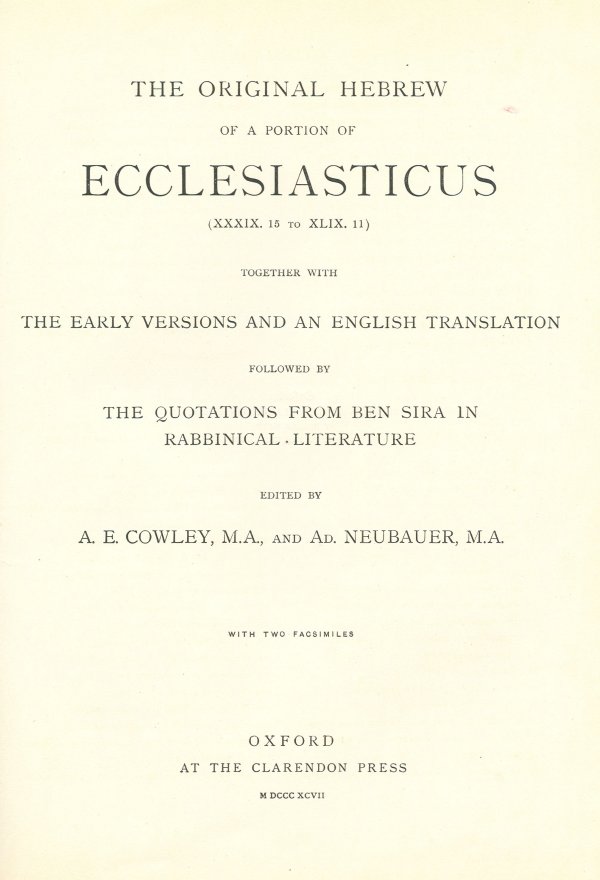 THE ORIGINAL HEBREW
OF A PORTION OF
ECCLESIASTICUS
(XXXIX. 15 TO XLIX. 11)
TOGETHER WITH
THE EARLY VERSIONS AND AN ENGLISH TRANSLATION
FOLLOWED BY
THE QUOTATIONS FROM BEN SIRA IN
RABBINICAL LITERATURE
EDITED BY
A. E. COWLEY, M.A., AND AD. NEUBAUER, M.A.
WITH TWO FACSIMILES
OXFORD
AT THE CLARENDON PRESS
M DCCC XCVII